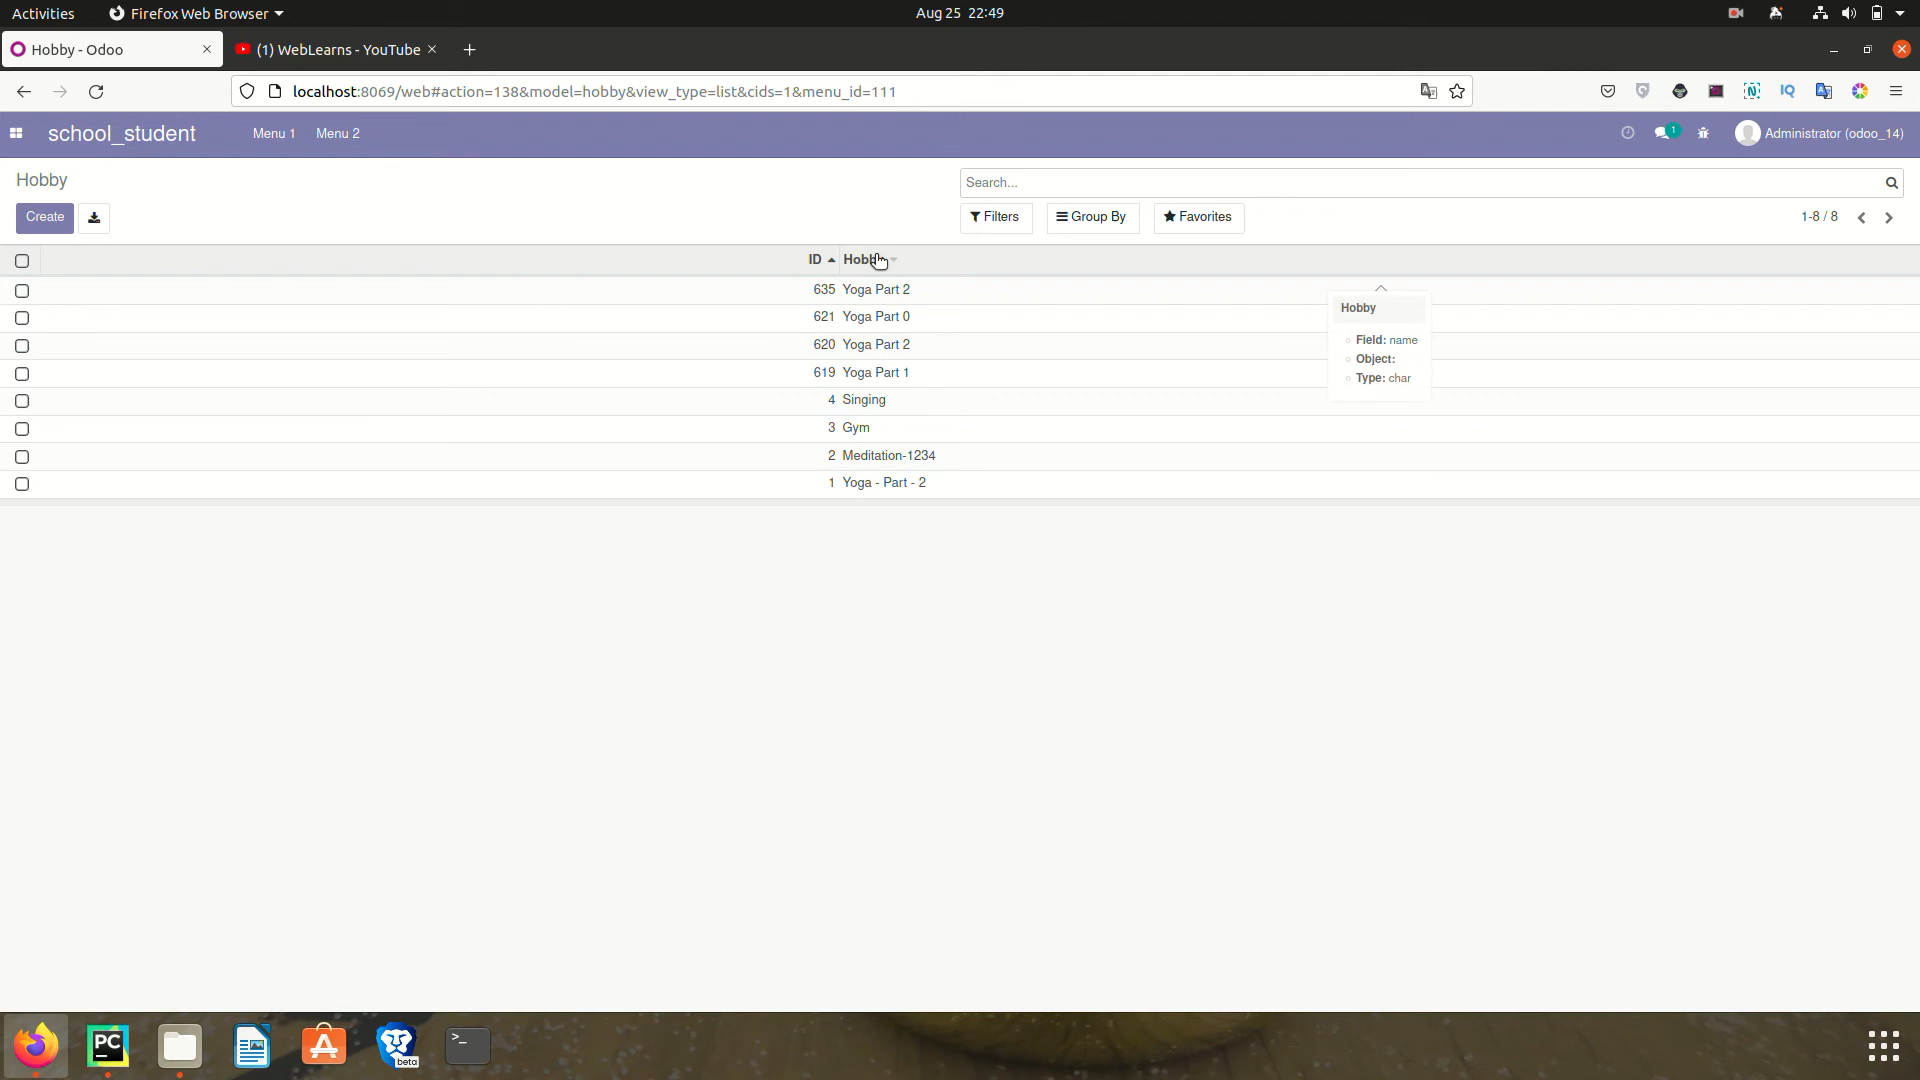 Activities Firefox Web Browser Aug 25 22:49
Hobby - Odoo (1) WebLearns - YouTube
localhost:8069/web#action=138&model=hobby&view_type=list&cids=1&menu_id=111
school_student Menu 1 Menu 2 1 Administrator (odoo_14)
Hobby
Search...
Create Filters Group By Favorites 1-8 / 8
ID
635 Yoga Part 2
621 Yoga Part 0
620 Yoga Part 2
619 Yoga Part 1
4 Singing
3 Gym
2 Meditation-1234
1 Yoga - Part - 2
Hobby
Field: name
Object:
Type: char
PC
beta